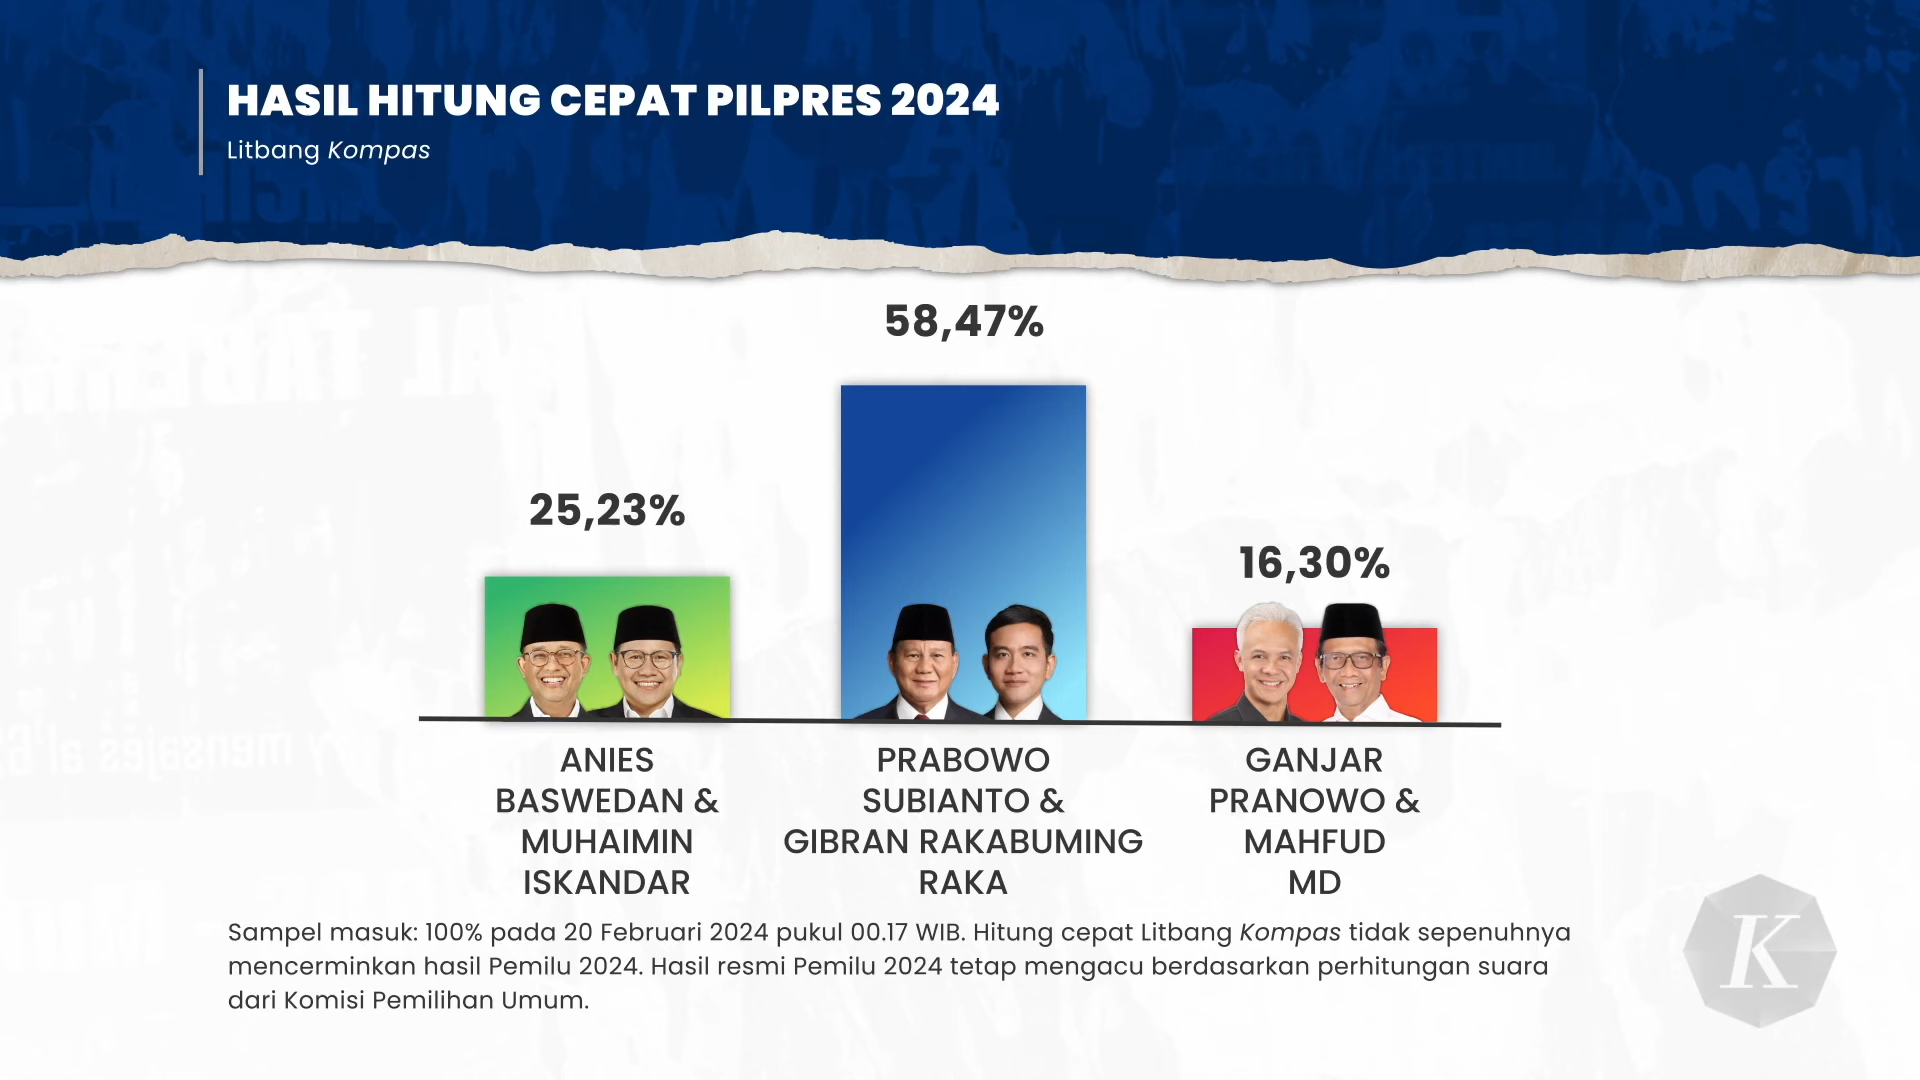 HASIL HITUNG CEPAT PILPRES 2024
Litbang Kompas
58,47%
25,23%
16,30%
ANIES
BASWEDAN &
MUHAIMIN
ISKANDAR
PRABOWO
SUBIANTO &
GIBRAN RAKABUMING
RAKA
GANJAR
PRANOWO &
MAHFUD
MD
Sampel masuk: 100% pada 20 Februari 2024 pukul 00.17 WIB. Hitung cepat Litbang Kompas tidak sepenuhnya
mencerminkan hasil Pemilu 2024. Hasil resmi Pemilu 2024 tetap mengacu berdasarkan perhitungan suara
dari Komisi Pemilihan Umum.
K